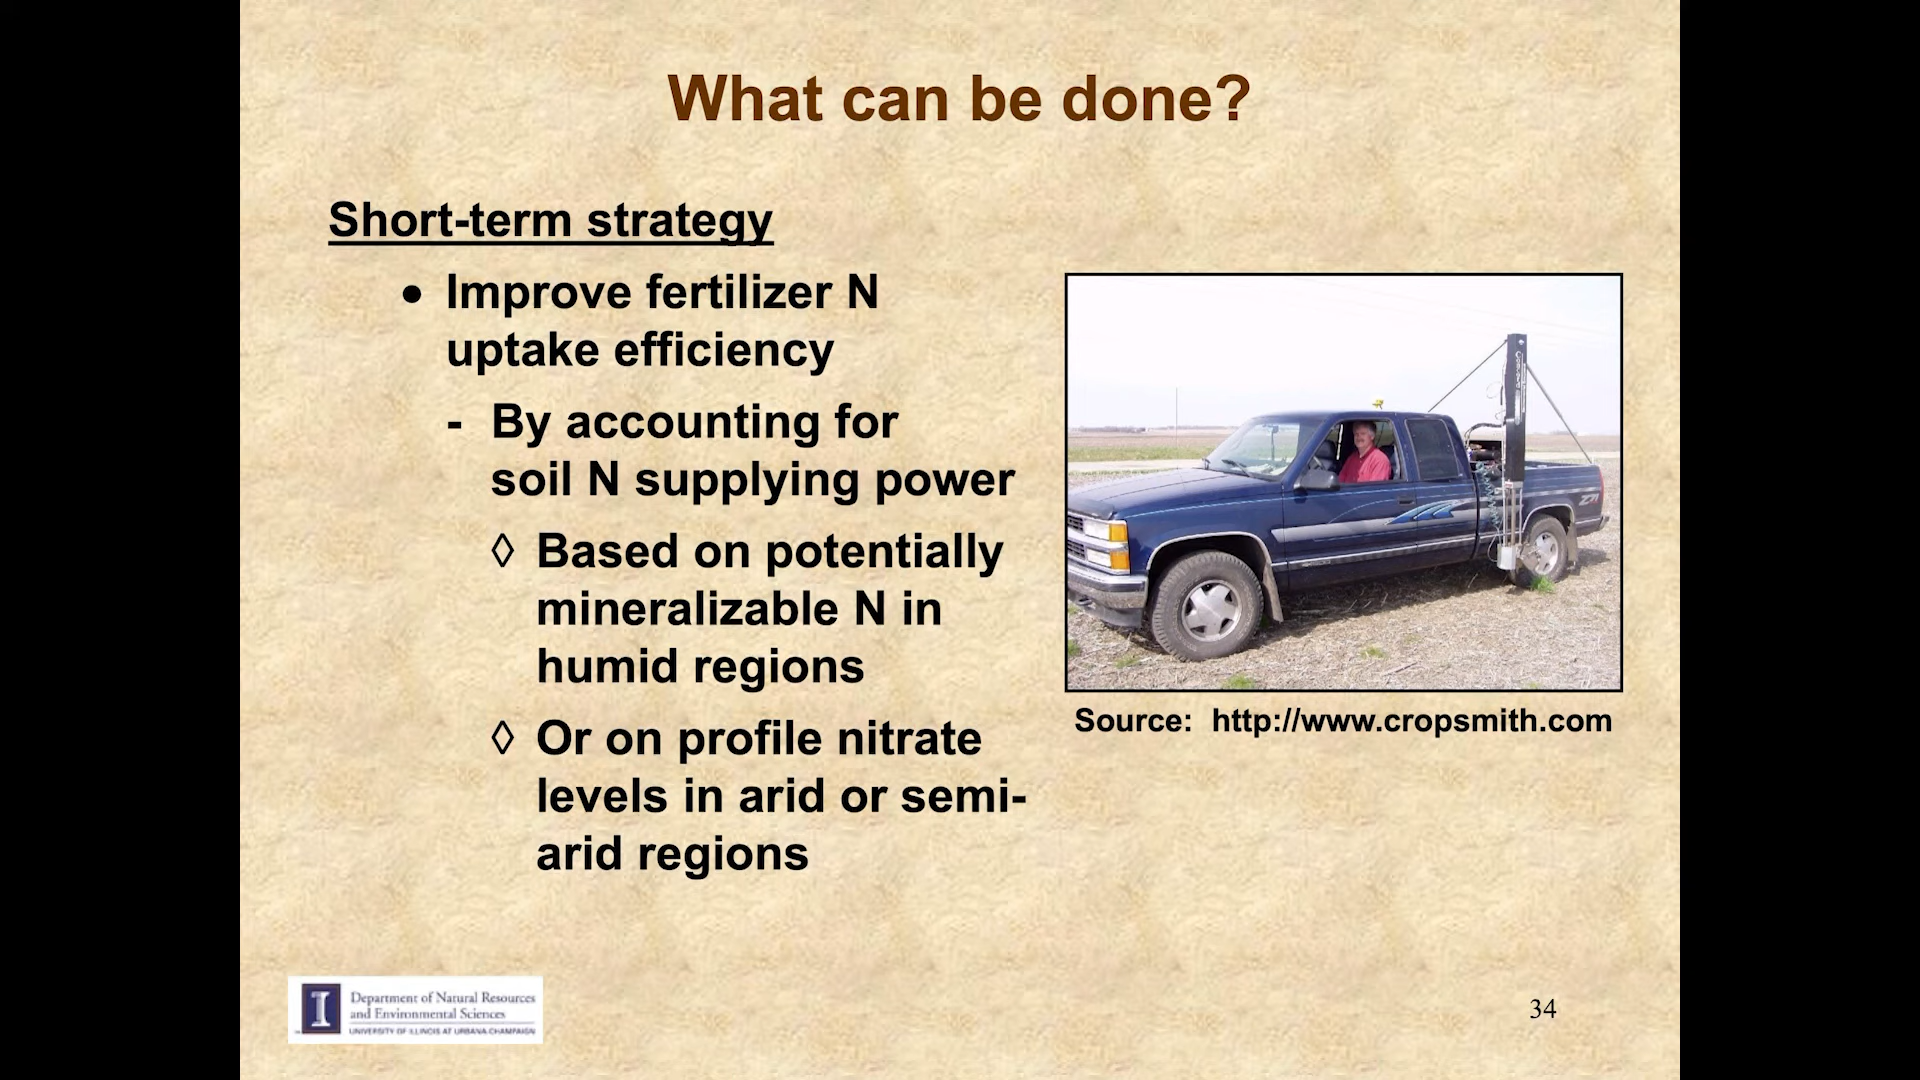 What can be done?
Short-term strategy
• Improve fertilizer N
uptake efficiency
- By accounting for
soil N supplying power
◊ Based on potentially
mineralizable N in
humid regions
◊ Or on profile nitrate
levels in arid or semi-
arid regions
Source: http://www.cropsmith.com
I
Department of Natural Resources
and Environmental Sciences
UNIVERSITY OF ILLINOIS AT URBANA-CHAMPAIGN
34